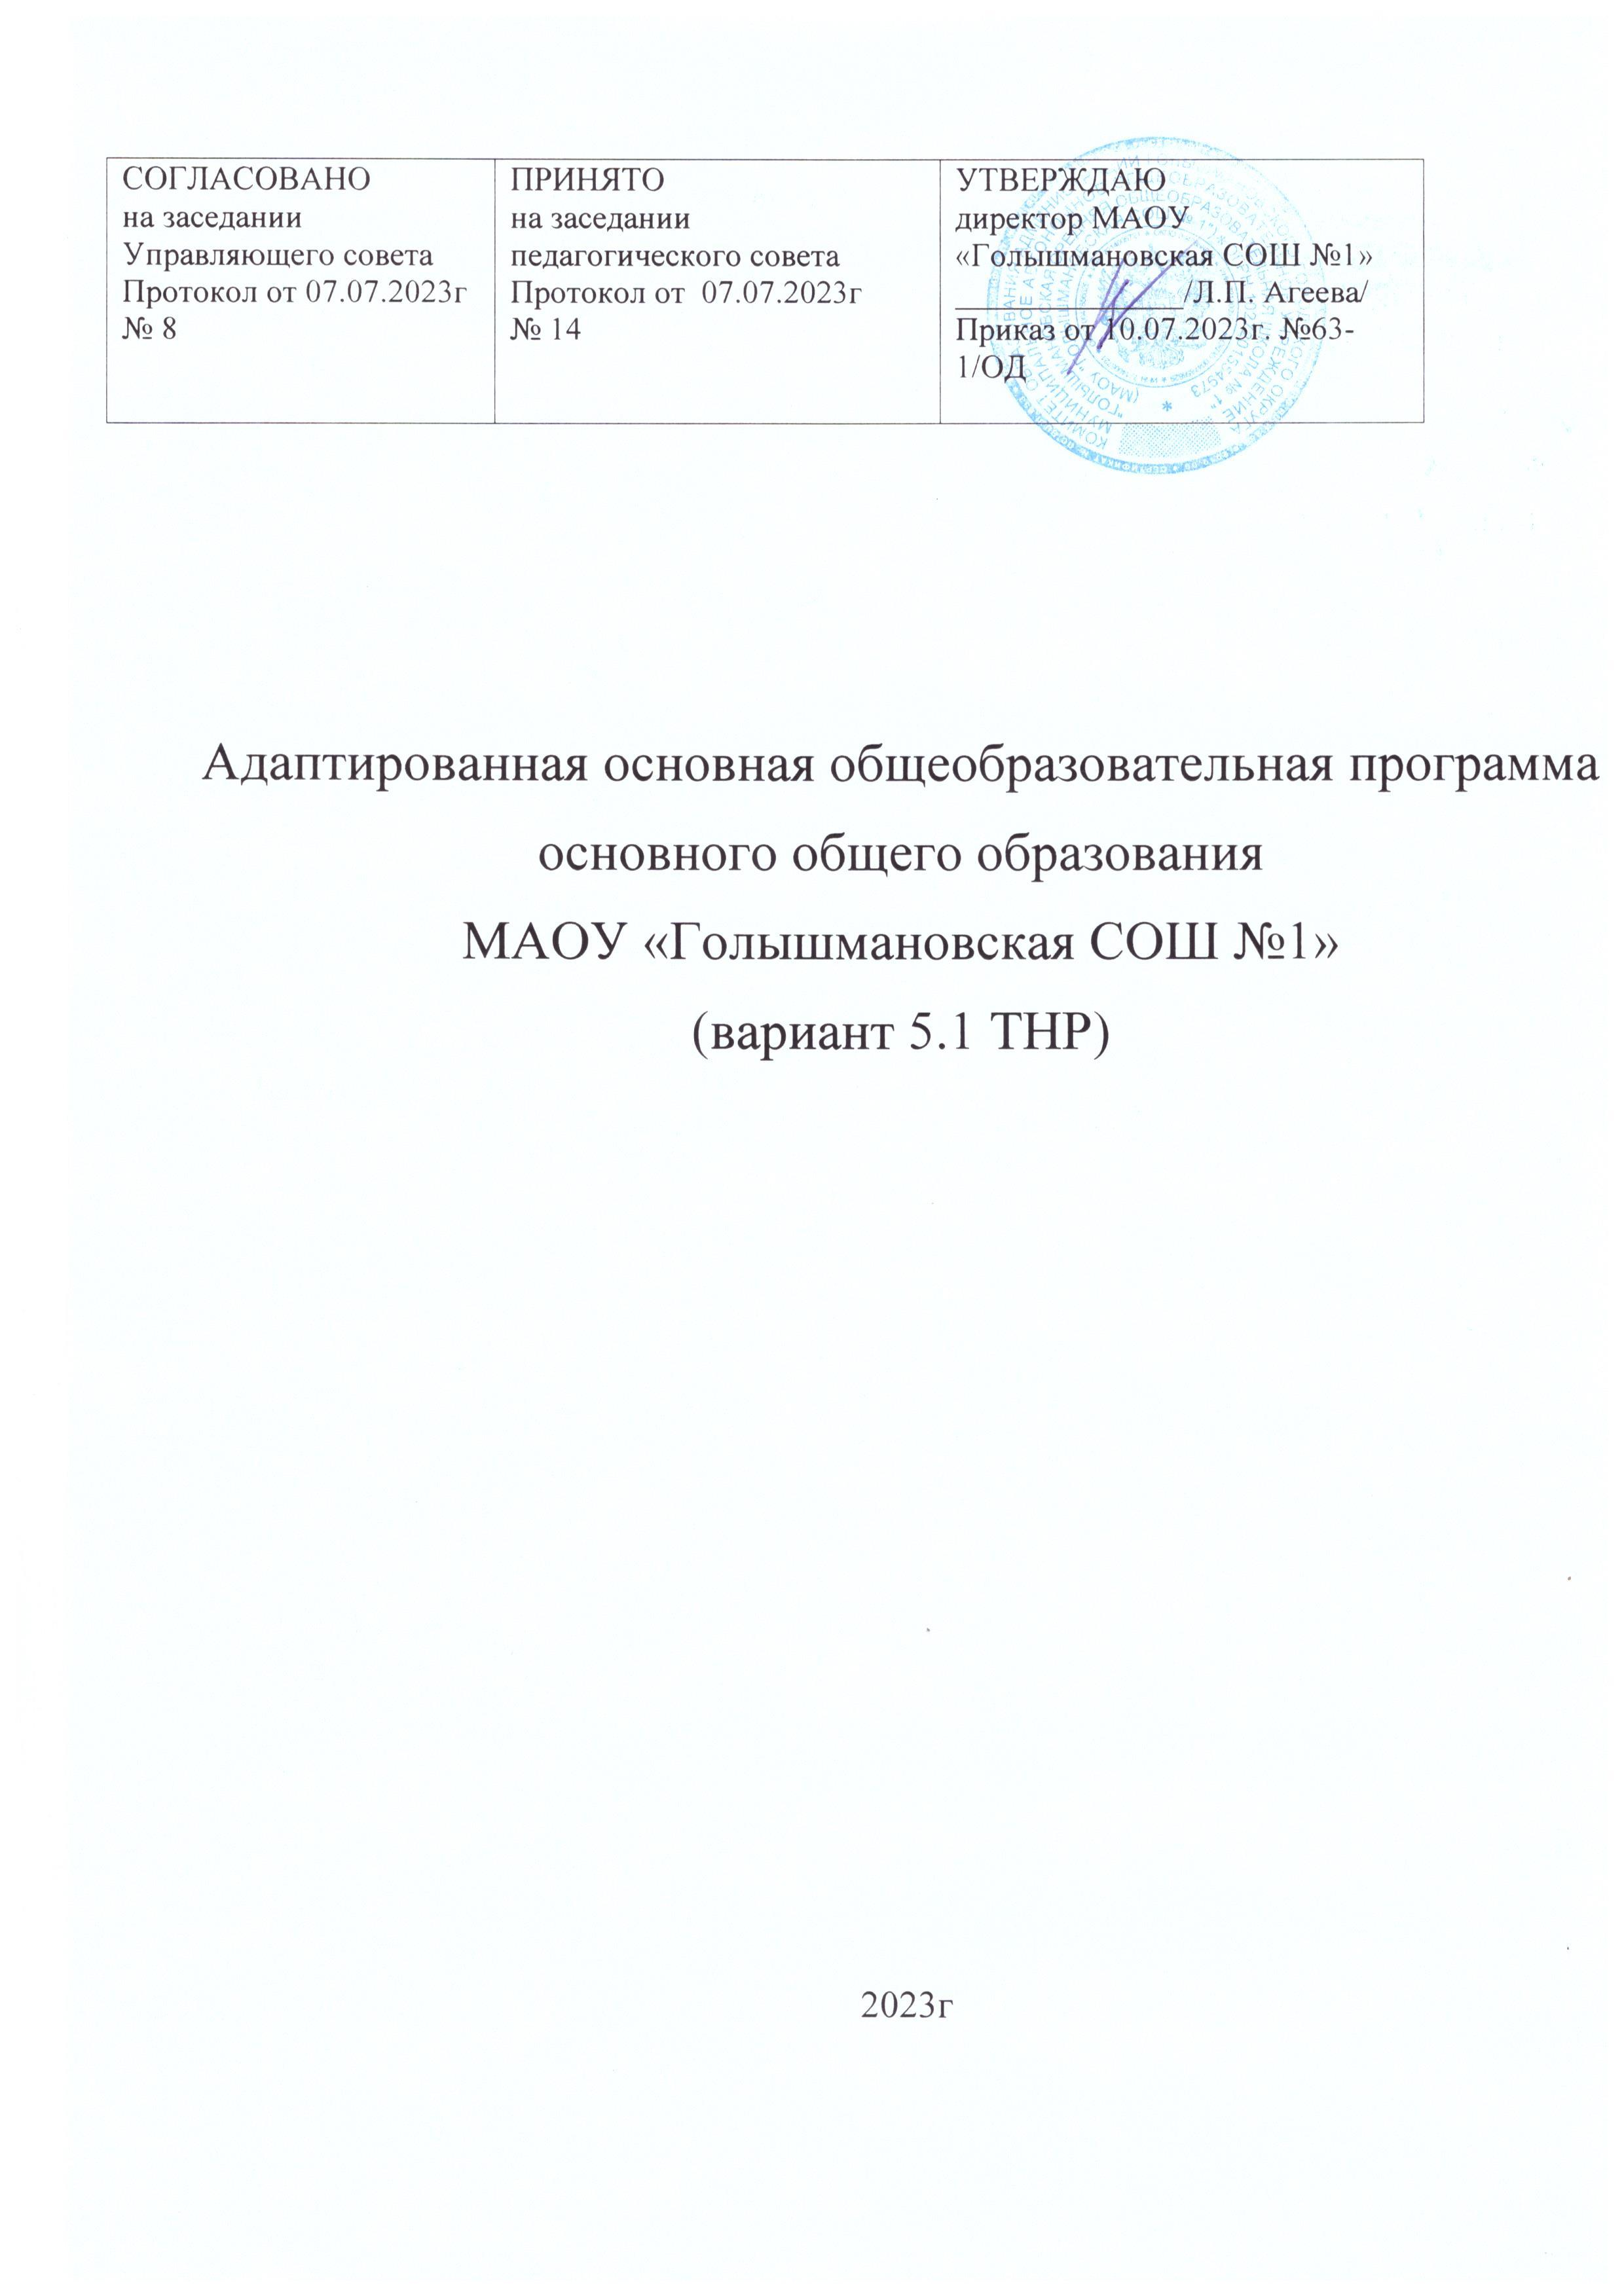 СОГЛАСОВАНО
на заседании
Управляющего совета
Протокол от 07.07.2023г
№ 8
ПРИНЯТО
на заседании
педагогического совета
Протокол от 07.07.2023г
№ 14
УТВЕРЖДАЮ
директор МАОУ
«Голышмановская СОШ №1»
/Л.П. Агеева/
Приказ от 10.07.2023г. №63-
1/ОД
Адаптированная основная общеобразовательная программа
основного общего образования
МАОУ «Голышмановская СОШ №1»
(вариант 5.1 ТНР)
2023г